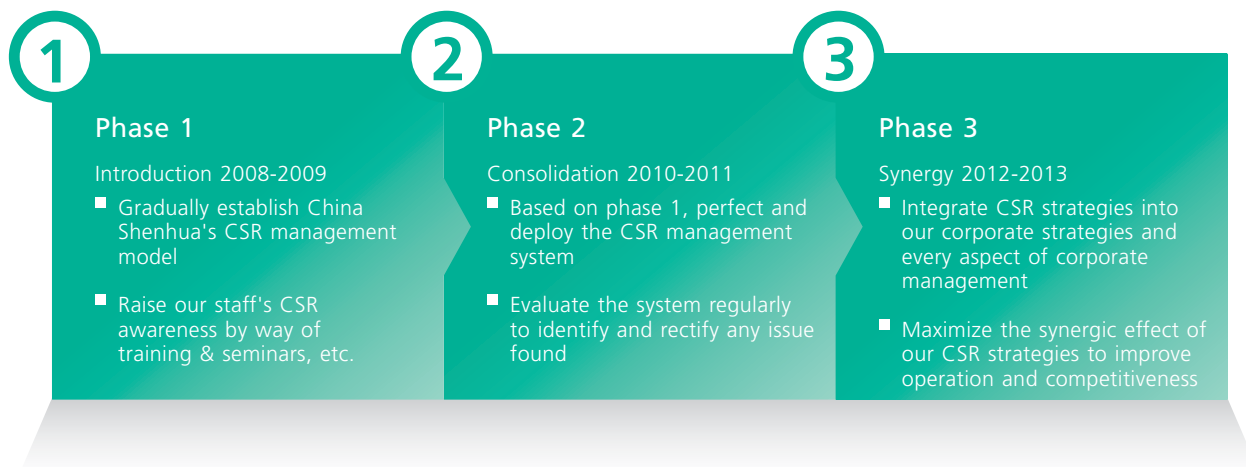 1
Phase 1
Introduction 2008-2009
Gradually establish China
Shenhua's CSR management
model
Raise our staff's CSR
awareness by way of
training & seminars, etc.
2
Phase 2
Consolidation 2010-2011
Based on phase 1, perfect and
deploy the CSR management
system
Evaluate the system regularly
to identify and rectify any issue
found
3
Phase 3
Synergy 2012-2013
Integrate CSR strategies into
our corporate strategies and
every aspect of corporate
management
Maximize the synergic effect of
our CSR strategies to improve
operation and competitiveness